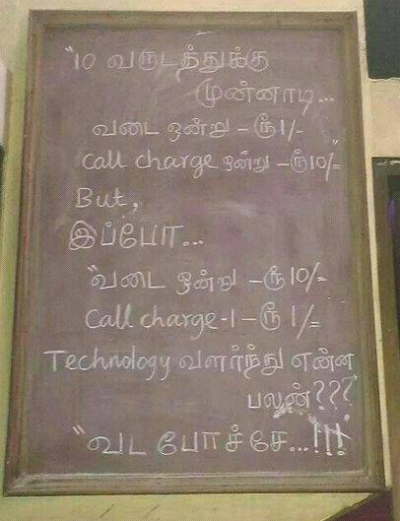 "10 வருடத்துக்கு
முன்னாடி...
வடை ஒன்று - ரூ 1/-
call charge ஒன்று - ரூ 10/="
But,
இப்போ...
"வடை ஒன்று - ரூ 10/=
call charge-1 - ரூ 1/=
Technology வளர்ந்து என்ன
பலன்???
"வட போச்சே...!!!